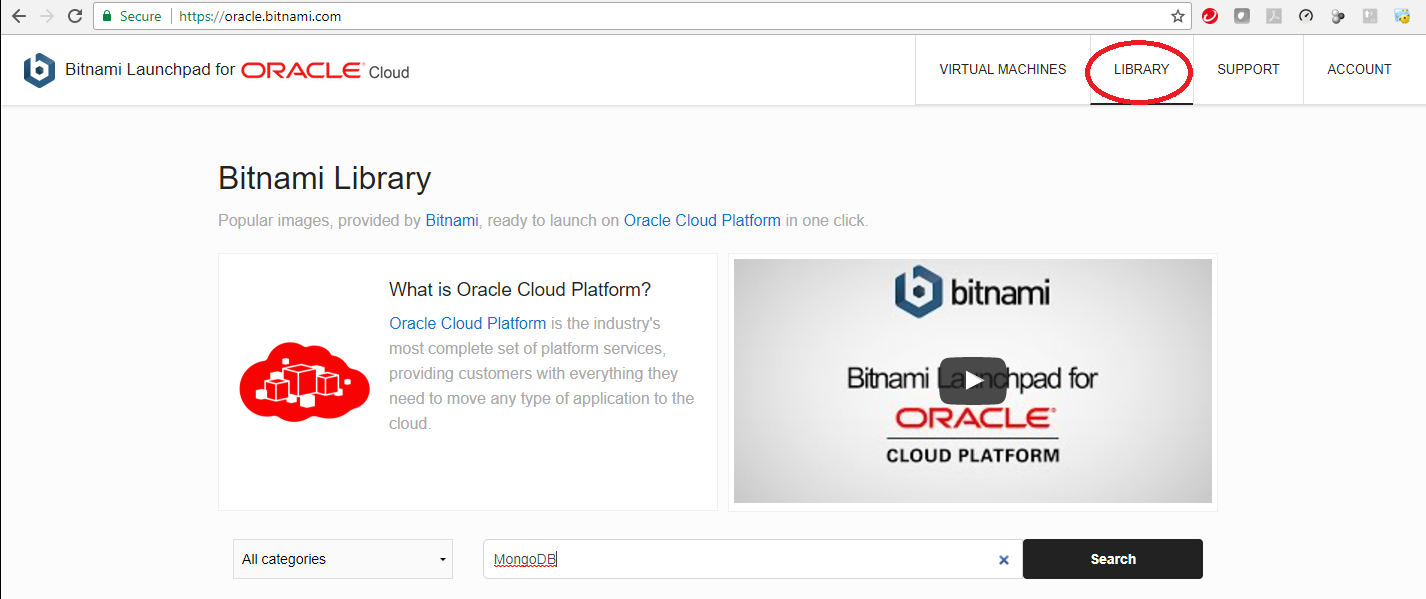 Secure https://oracle.bitnami.com
Bitnami Launchpad for ORACLE Cloud
VIRTUAL MACHINES
LIBRARY
SUPPORT
ACCOUNT
Bitnami Library
Popular images, provided by Bitnami, ready to launch on Oracle Cloud Platform in one click.
What is Oracle Cloud Platform?
Oracle Cloud Platform is the industry's
most complete set of platform services,
providing customers with everything they
need to move any type of application to the
cloud.
bitnami
Bitnami Launchpad for
ORACLE
CLOUD PLATFORM
All categories
MongoDB
Search